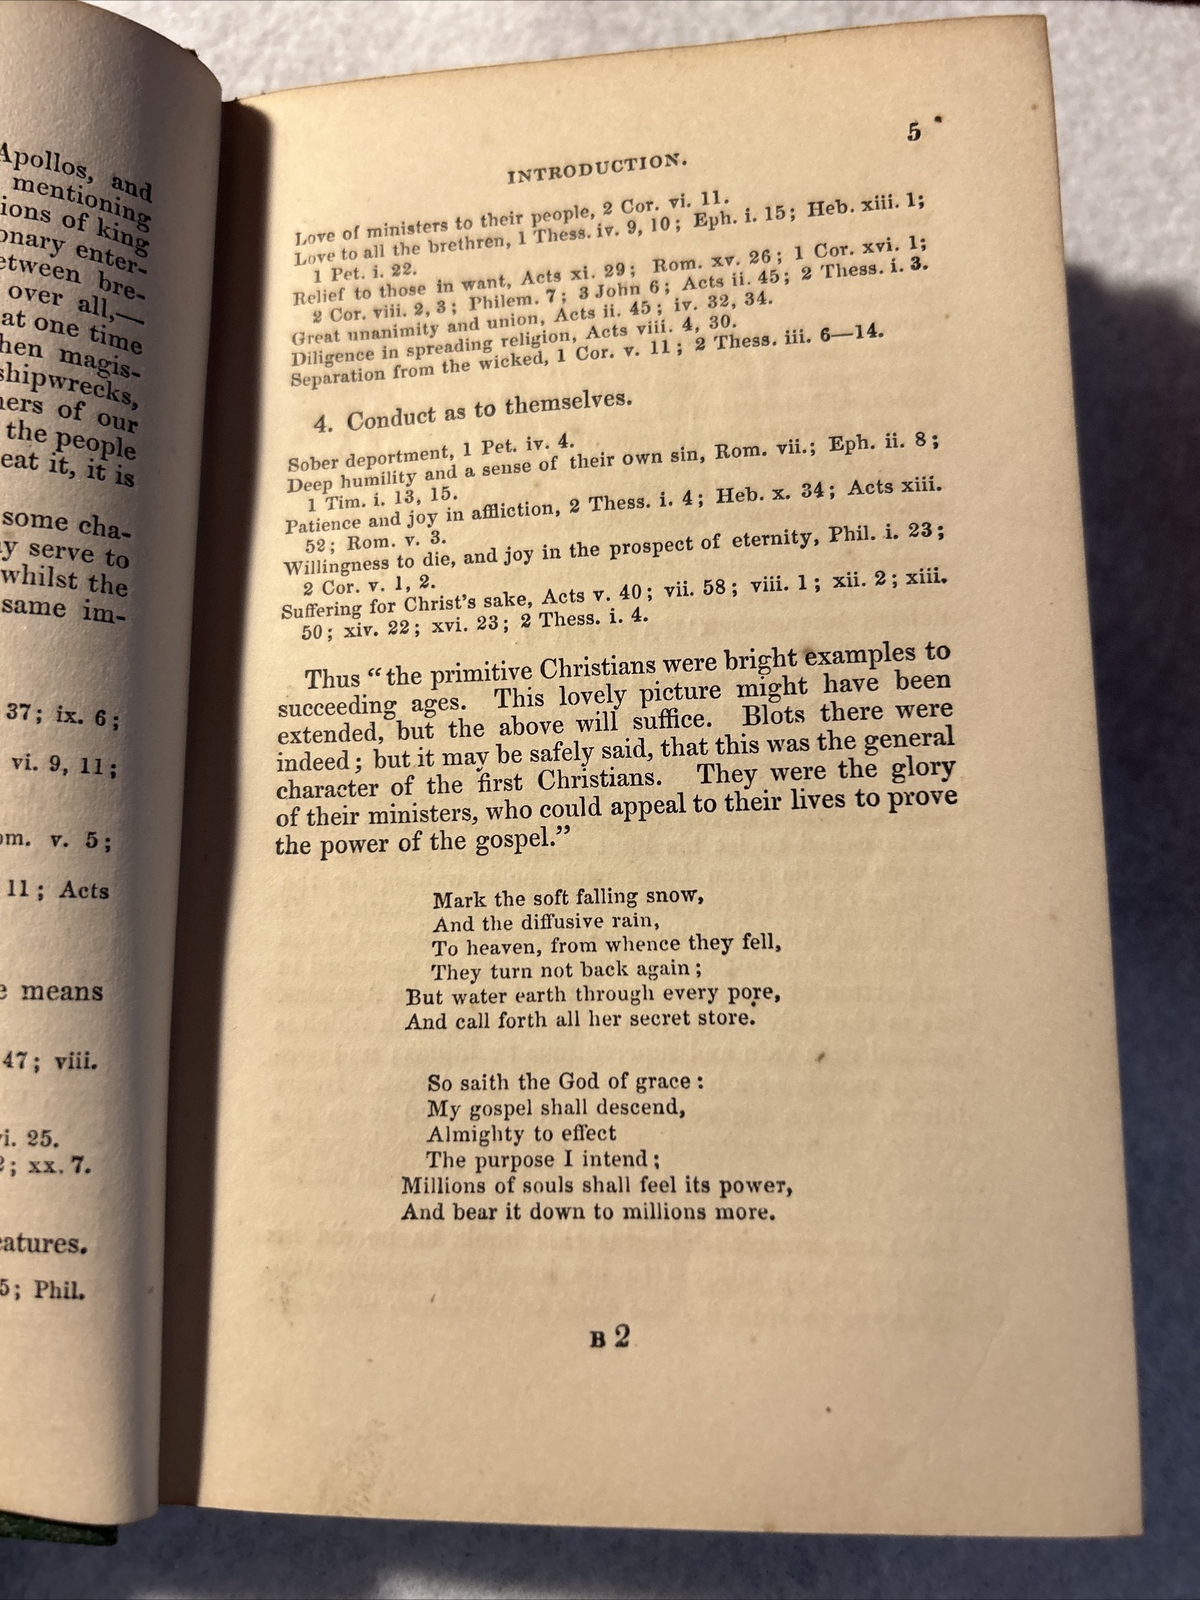 Apollos, and
mentioning
ions of king
onary enter-
etween bre-
over all,—
at one time
hen magis-
shipwrecks,
ners of our
the people
eat it, it is
some cha-
y serve to
whilst the
same im-
37; ix. 6;
vi. 9, 11;
om. v. 5;
11; Acts
e means
47; viii.
vi. 25.
2; xx. 7.
eatures.
5; Phil.
5
INTRODUCTION.
Love of ministers to their people, 2 Cor. vi. 11.
Love to all the brethren, 1 Thess. iv. 9, 10; Eph. i. 15; Heb. xiii. 1;
1 Pet. i. 22.
Relief to those in want, Acts xi. 29; Rom. xv. 26; 1 Cor. xvi. 1;
2 Cor. viii. 2, 3; Philem. 7; 3 John 6; Acts ii. 45; 2 Thess. i. 3.
Great unanimity and union, Acts ii. 45; iv. 32, 34.
Diligence in spreading religion, Acts viii. 4, 30.
Separation from the wicked, 1 Cor. v. 11; 2 Thess. iii. 6—14.
4. Conduct as to themselves.
Sober deportment, 1 Pet. iv. 4.
Deep humility and a sense of their own sin, Rom. vii.; Eph. ii. 8;
1 Tim. i. 13, 15.
Patience and joy in affliction, 2 Thess. i. 4; Heb. x. 34; Acts xiii.
52; Rom. v. 3.
Willingness to die, and joy in the prospect of eternity, Phil. i. 23;
2 Cor. v. 1, 2.
Suffering for Christ's sake, Acts v. 40; vii. 58; viii. 1; xii. 2; xiii.
50; xiv. 22; xvi. 23; 2 Thess. i. 4.
Thus “the primitive Christians were bright examples to
succeeding ages. This lovely picture might have been
extended, but the above will suffice. Blots there were
indeed; but it may be safely said, that this was the general
character of the first Christians. They were the glory
of their ministers, who could appeal to their lives to prove
the power of the gospel.”
Mark the soft falling snow,
And the diffusive rain,
To heaven, from whence they fell,
They turn not back again;
But water earth through every pore,
And call forth all her secret store.
So saith the God of grace:
My gospel shall descend,
Almighty to effect
The purpose I intend;
Millions of souls shall feel its power,
And bear it down to millions more.
B 2